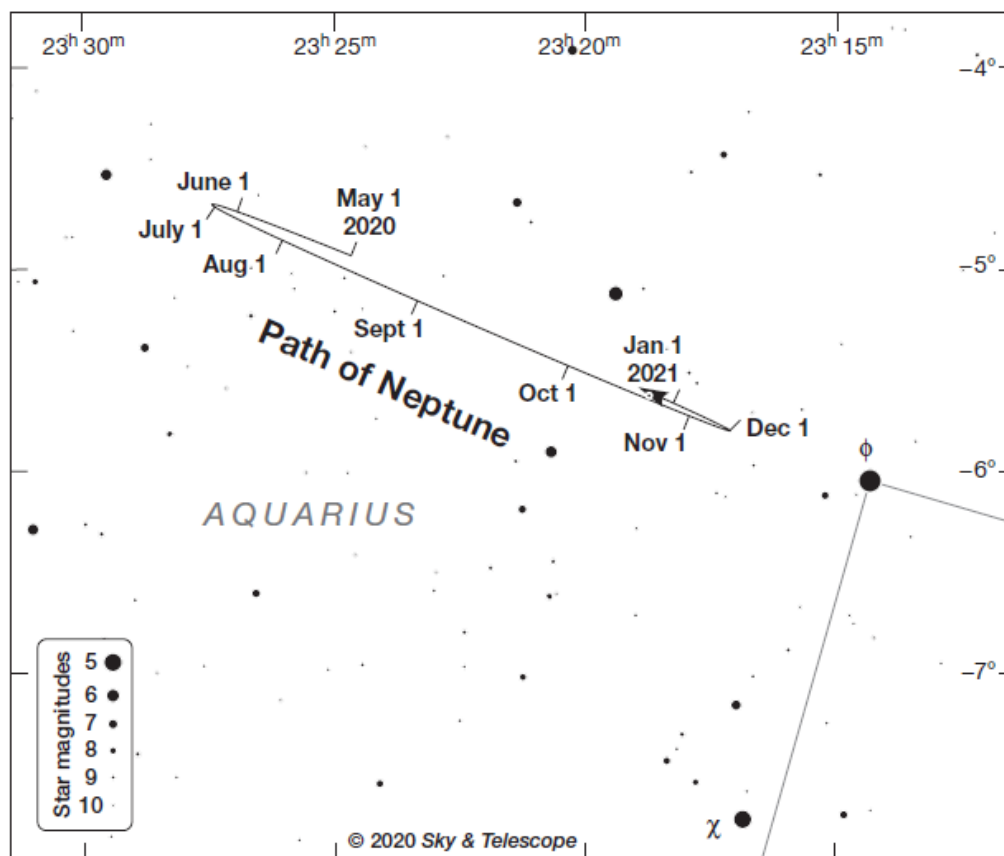 23ʰ 30ᵐ
23ʰ 25ᵐ
23ʰ 20ᵐ
23ʰ 15ᵐ
–4°
June 1
May 1
2020
July 1
Aug 1
–5°
Sept 1
Path of Neptune
Jan 1
2021
Oct 1
Nov 1
Dec 1
ϕ
–6°
AQUARIUS
Star magnitudes
5
6
7
8
9
10
–7°
χ
© 2020 Sky & Telescope